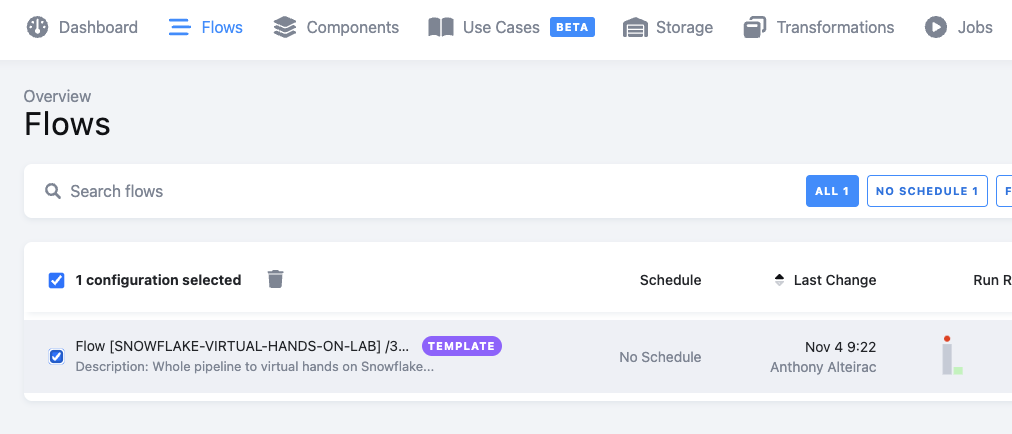 Dashboard Flows Components Use Cases BETA Storage Transformations Jobs
Overview
Flows
Search flows ALL 1 NO SCHEDULE 1 F
1 configuration selected Schedule Last Change Run R
Flow [SNOWFLAKE-VIRTUAL-HANDS-ON-LAB] /3... TEMPLATE No Schedule Nov 4 9:22
Description: Whole pipeline to virtual hands on Snowflake... Anthony Alteirac